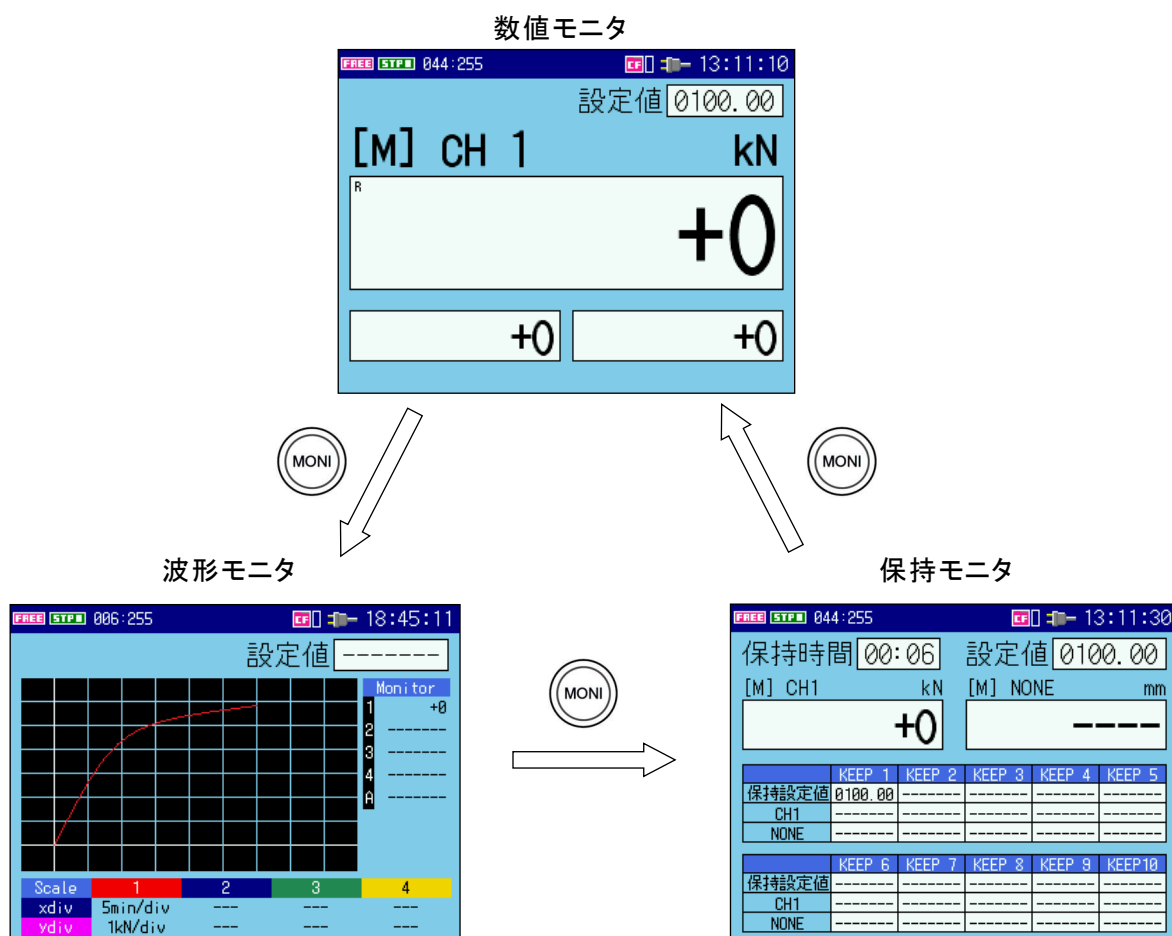 数値モニタ
FREE STP■ 044:255 CF 13:11:10
設定値 0100.00
[M] CH 1 kN
R
+0
+0 +0
MONI MONI
波形モニタ
FREE STP■ 006:255 CF 18:45:11
設定値 -------
Monitor
1 +0
2 -------
3 -------
4 -------
A -------
Scale 1 2 3 4
xdiv 5min/div --- --- ---
ydiv 1kN/div --- --- ---
MONI
保持モニタ
FREE STP■ 044:255 CF 13:11:30
保持時間 00:06 設定値 0100.00
[M] CH1 kN [M] NONE mm
+0 ----
KEEP 1 KEEP 2 KEEP 3 KEEP 4 KEEP 5
保持設定値 0100.00 ------- ------- ------- -------
CH1 ------- ------- ------- ------- -------
NONE ------- ------- ------- ------- -------
KEEP 6 KEEP 7 KEEP 8 KEEP 9 KEEP10
保持設定値 ------- ------- ------- ------- -------
CH1 ------- ------- ------- ------- -------
NONE ------- ------- ------- ------- -------